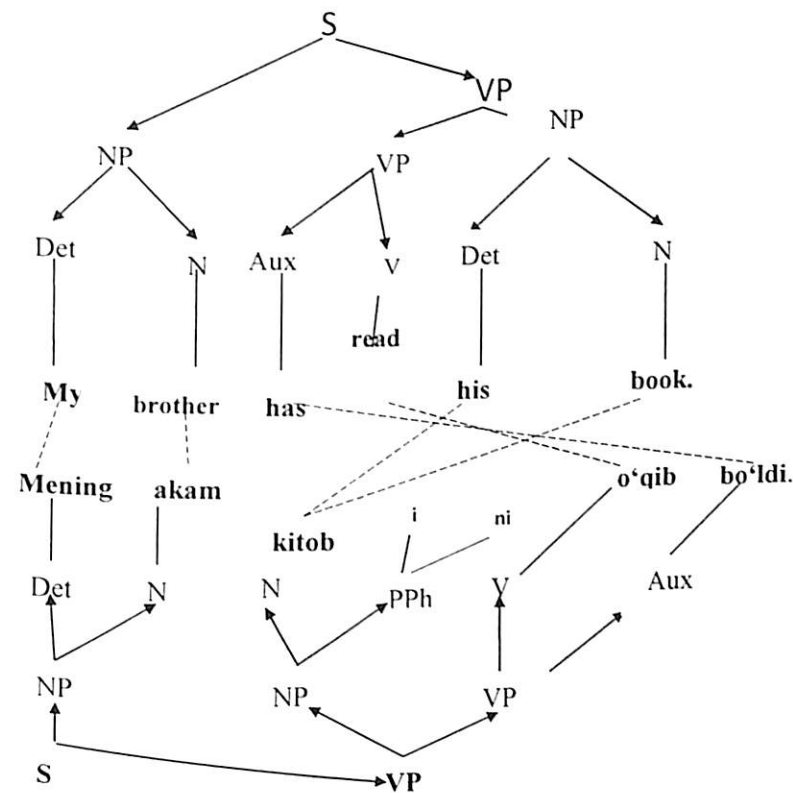 S
VP
NP
NP VP
Det N Aux V Det N
read
My brother has his book.
Mening akam o‘qib bo‘ldi.
kitob i ni
Det N N PPh V Aux
NP NP VP
S VP